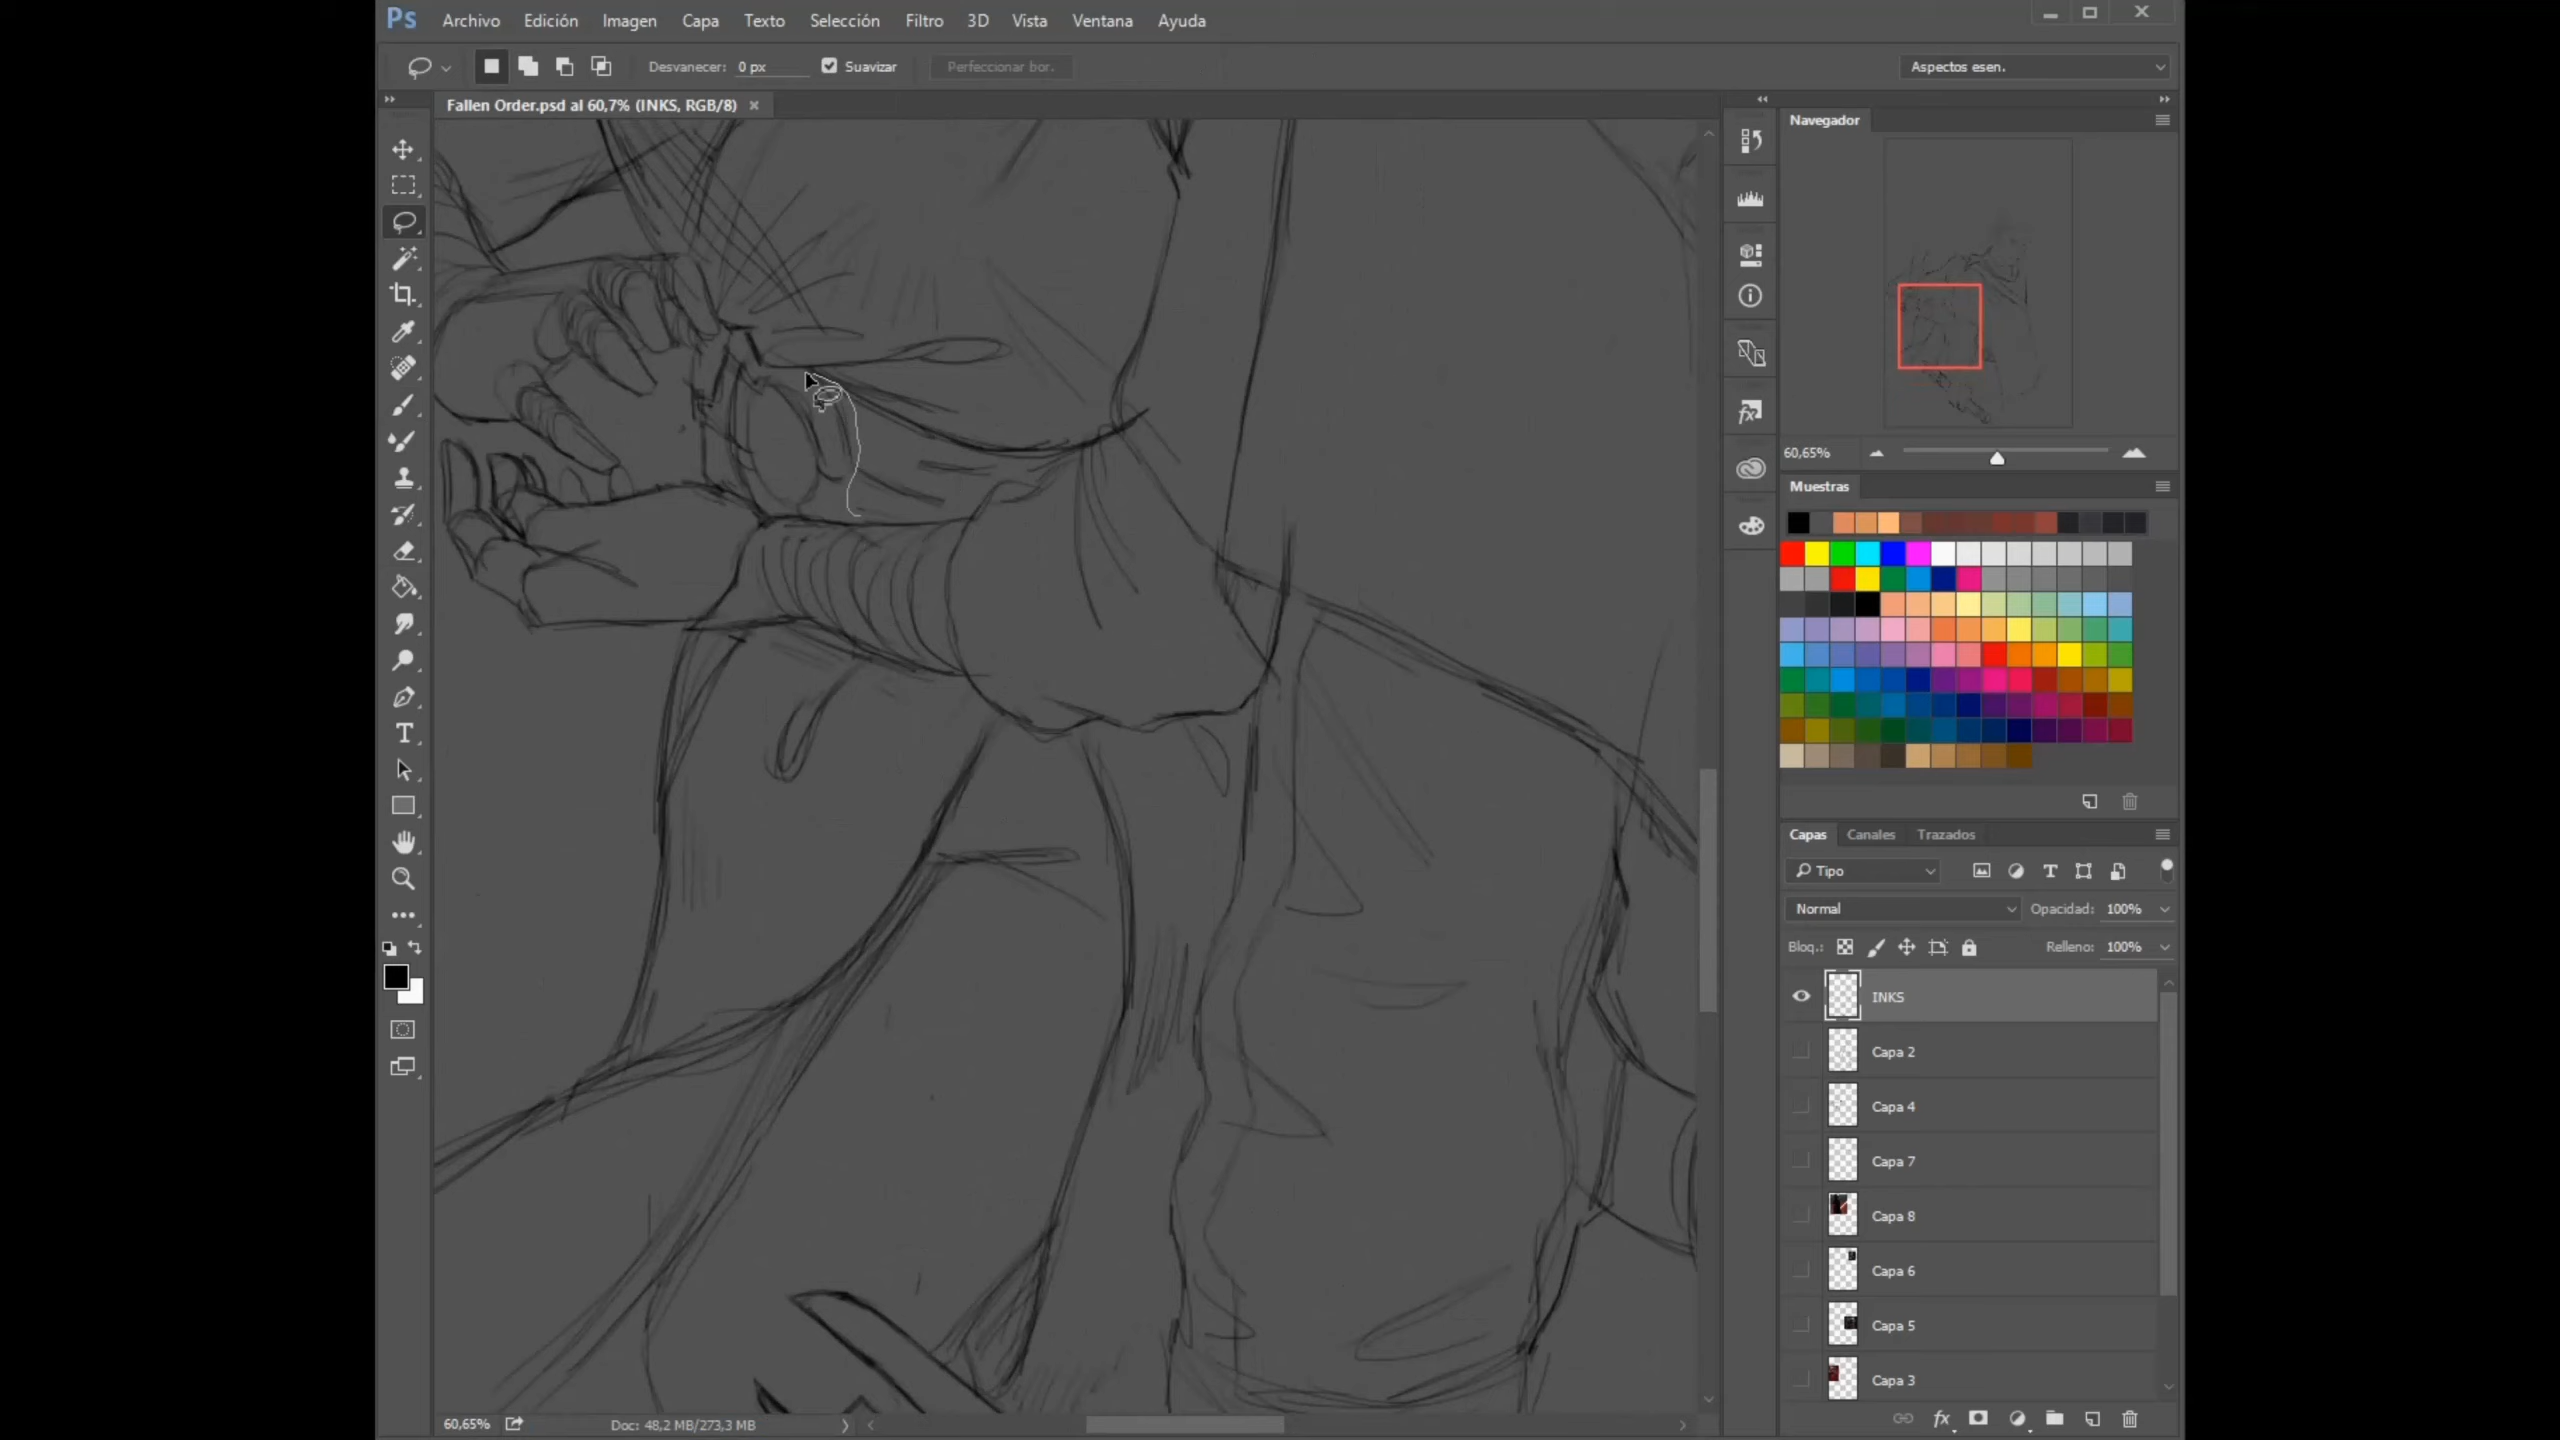 Ps Archivo Edición Imagen Capa Texto Selección Filtro 3D Vista Ventana Ayuda
Desvanecer: 0 px Suavizar Perfeccionar bor. Aspectos esen.
Fallen Order.psd al 60,7% (INKS, RGB/8)
Navegador
60,65%
Muestras
Capas Canales Trazados
Tipo
Normal Opacidad: 100%
Bloq.: Relleno: 100%
INKS
Capa 2
Capa 4
Capa 7
Capa 8
Capa 6
Capa 5
Capa 3
60,65% Doc: 48,2 MB/273,3 MB